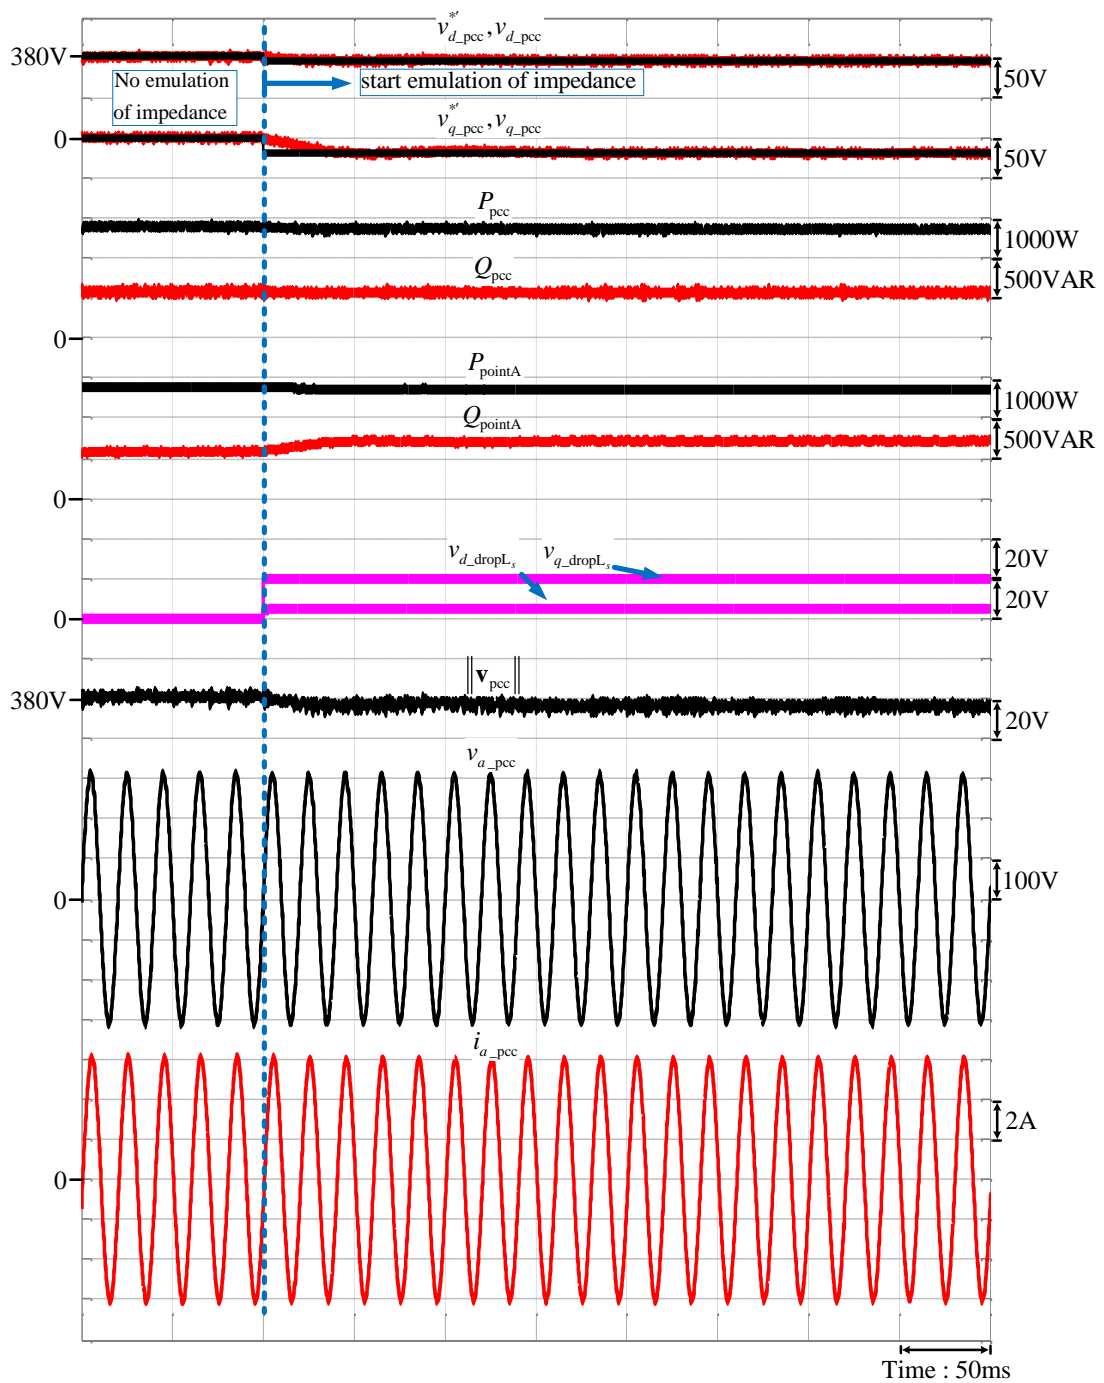 v*′d_pcc, vd_pcc
380V
50V
No emulation
of impedance
start emulation of impedance
v*′q_pcc, vq_pcc
0
50V
Ppcc
1000W
Qpcc
500VAR
0
PpointA
1000W
QpointA
500VAR
0
vd_dropLs
vq_dropLs
20V
20V
0
‖vpcc‖
380V
20V
va_pcc
100V
0
ia_pcc
2A
0
Time : 50ms